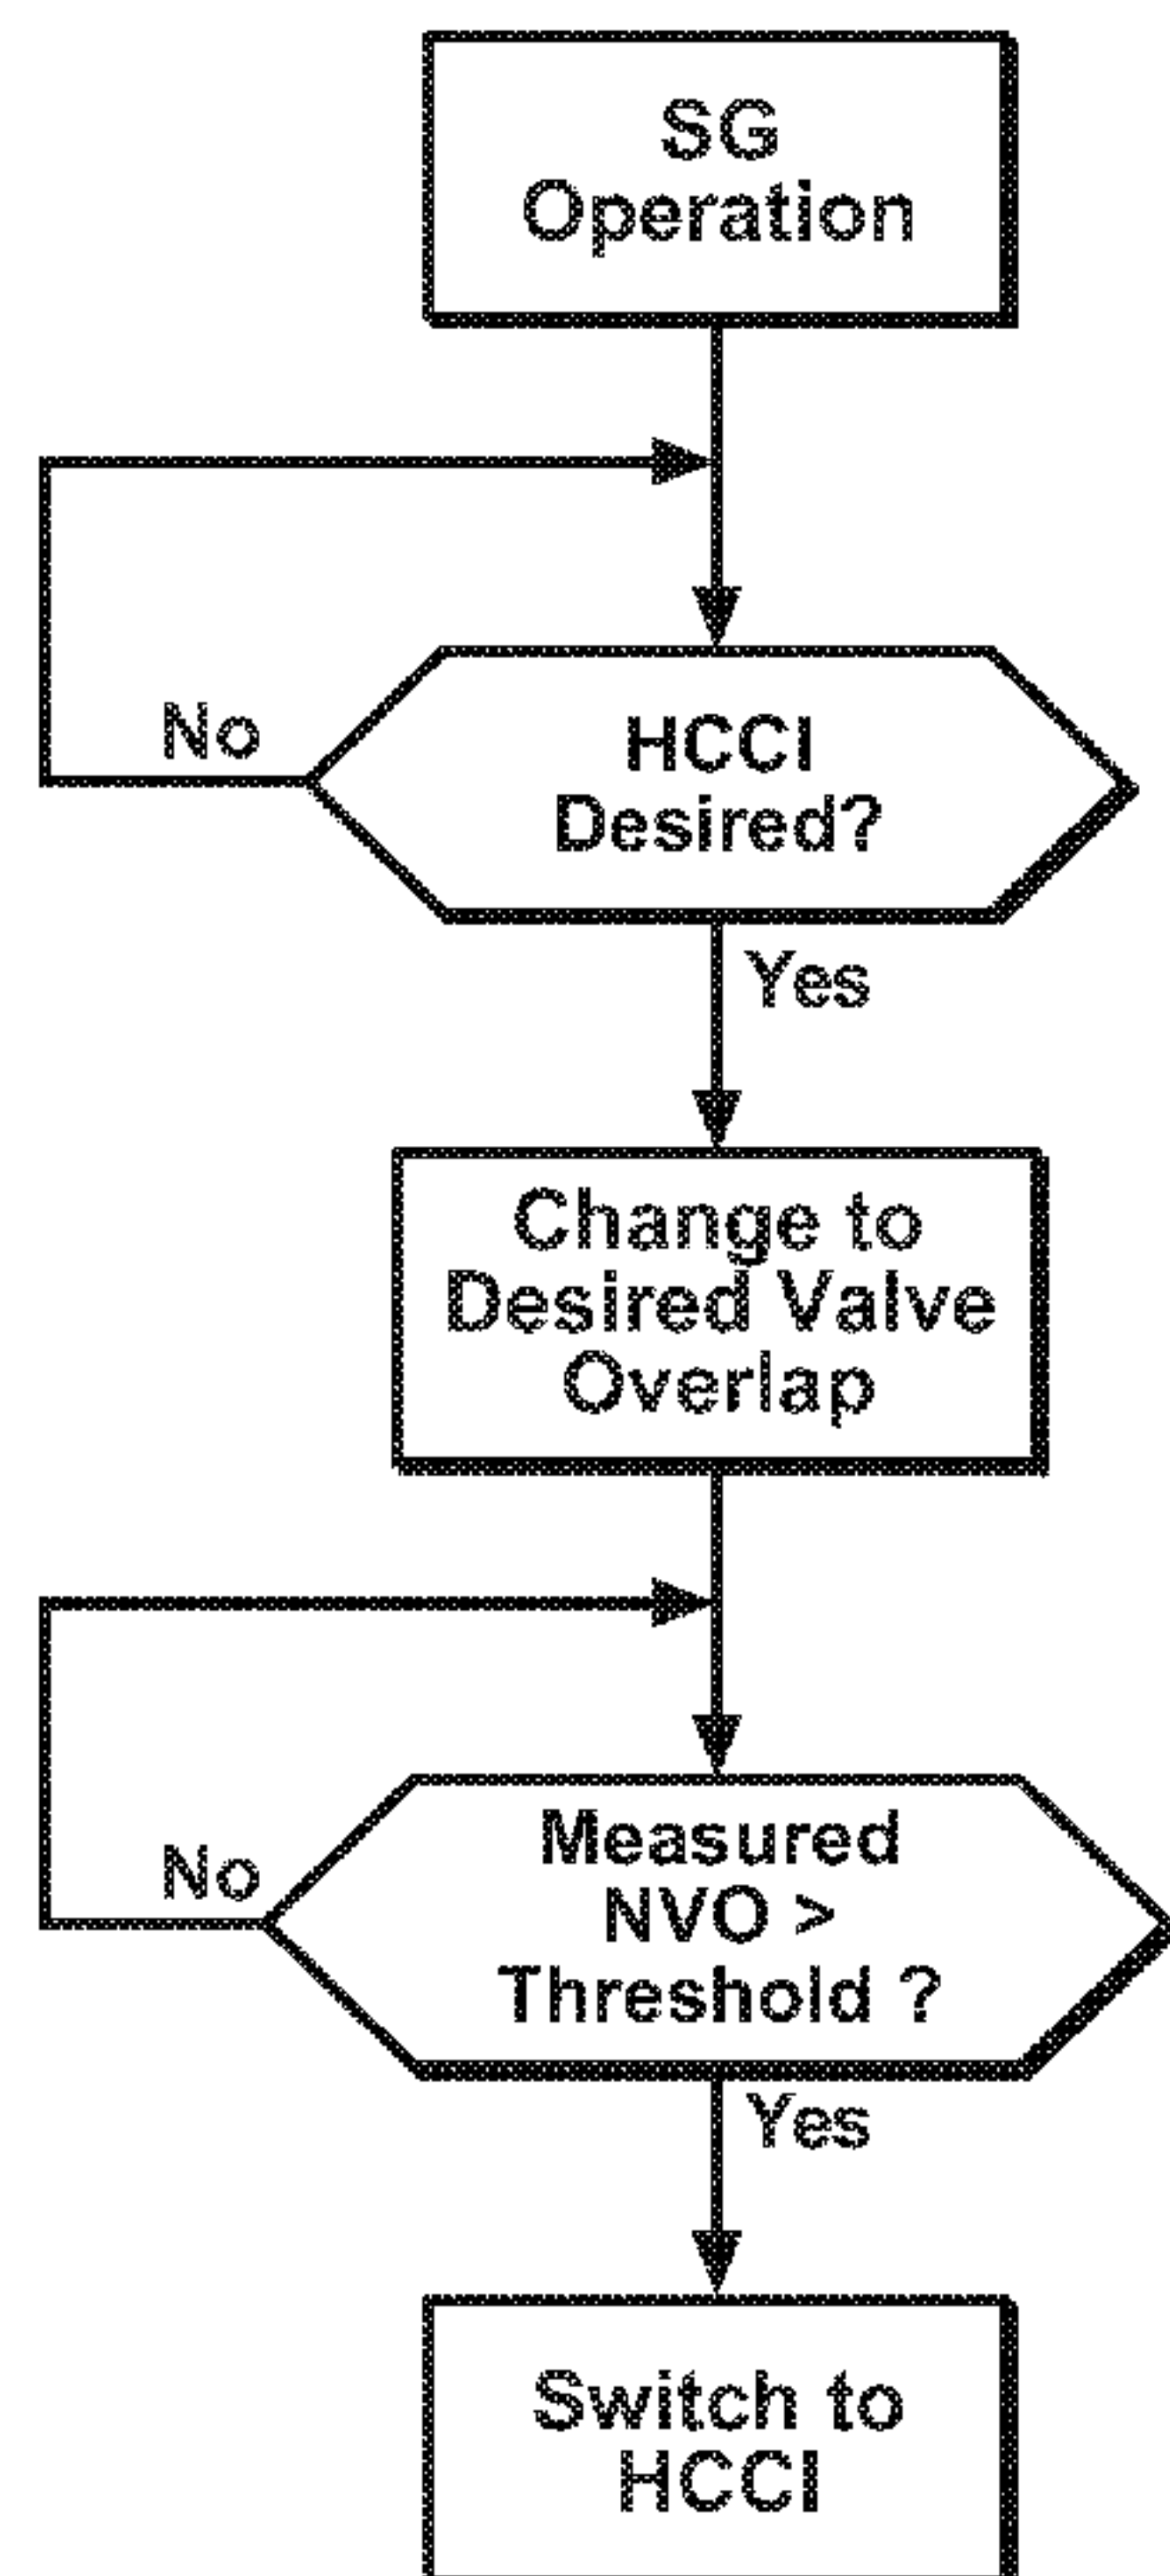 SG
Operation
No
HCCI
Desired?
Yes
Change to
Desired Valve
Overlap
No
Measured
NVO >
Threshold ?
Yes
Switch to
HCCI